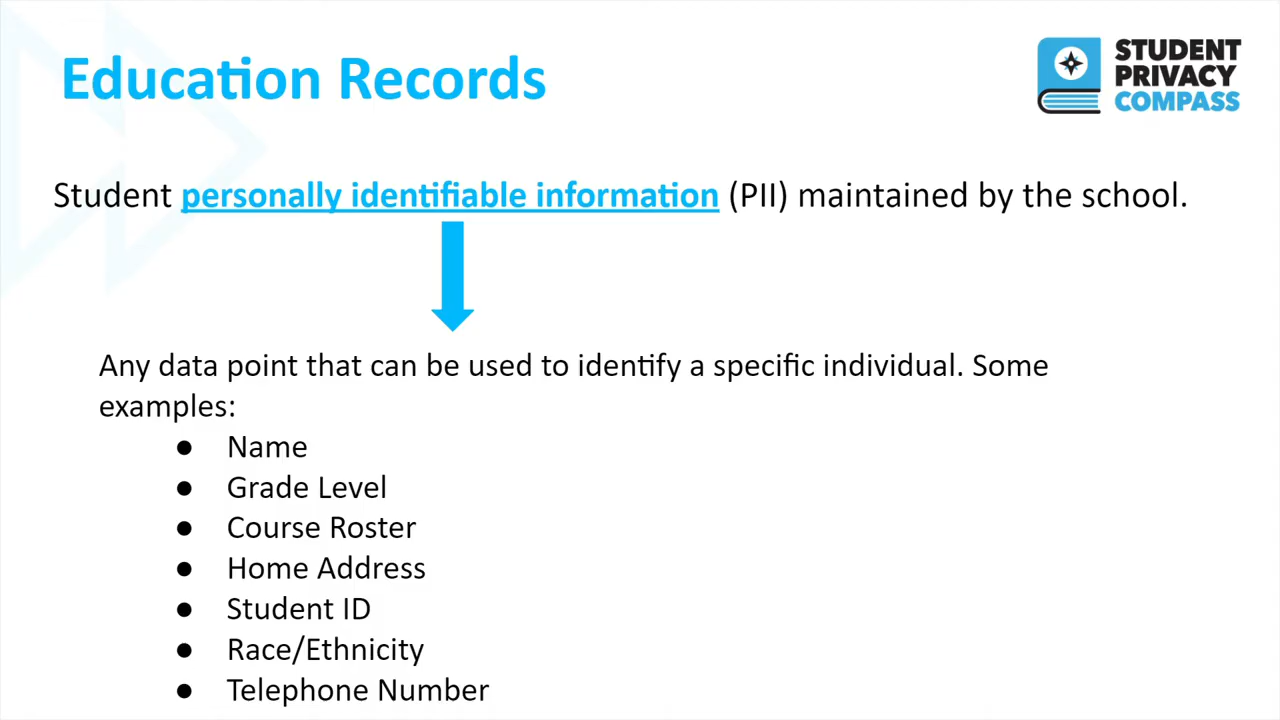 Education Records
STUDENT
PRIVACY
COMPASS
Student personally identifiable information (PII) maintained by the school.
Any data point that can be used to identify a specific individual. Some
examples:
● Name
● Grade Level
● Course Roster
● Home Address
● Student ID
● Race/Ethnicity
● Telephone Number